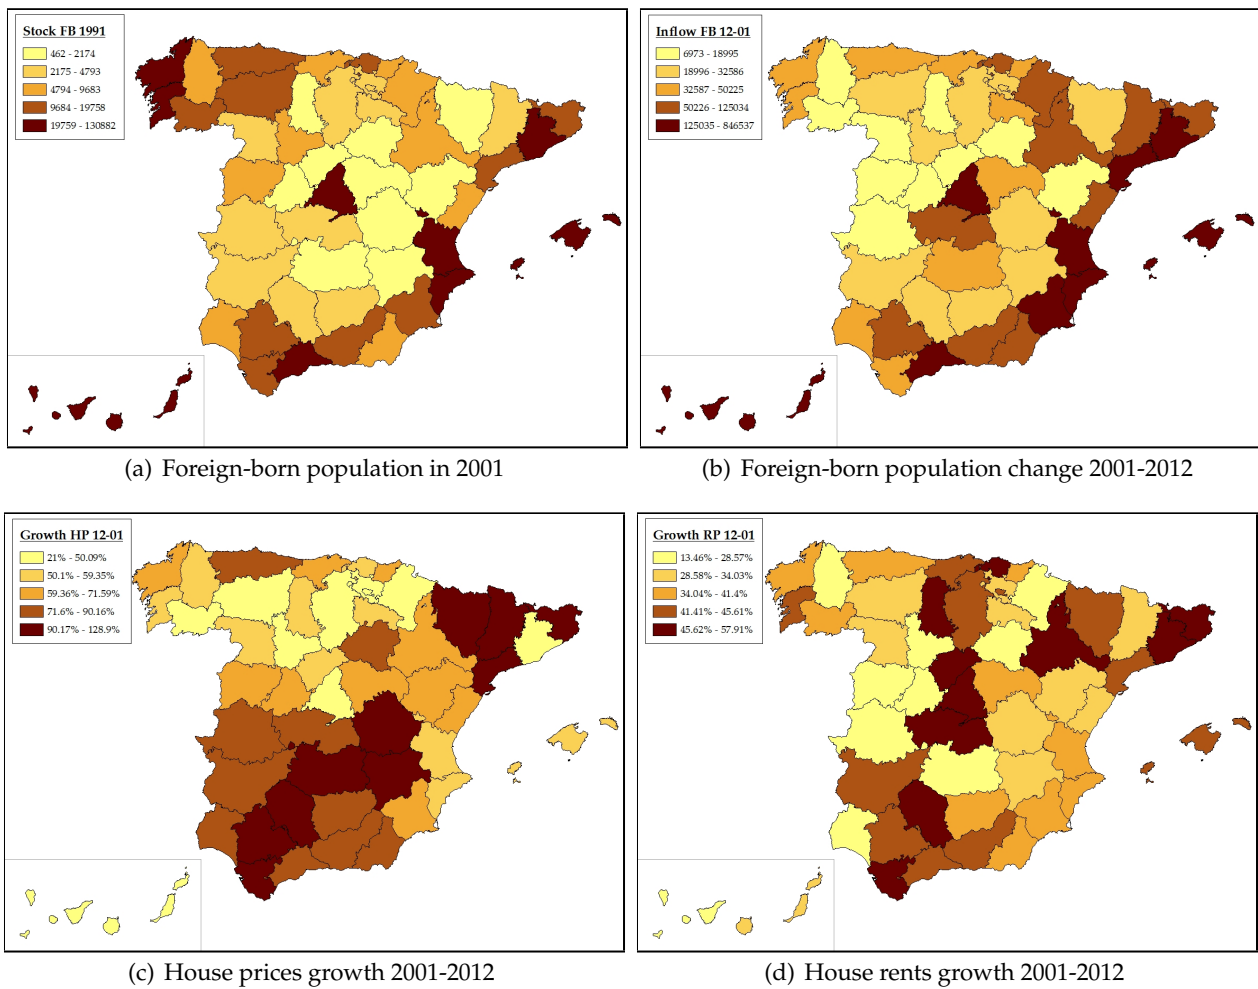 Stock FB 1991
462 - 2174
2175 - 4793
4794 - 9683
9684 - 19758
19759 - 130882
(a) Foreign-born population in 2001
Inflow FB 12-01
6973 - 18995
18996 - 32586
32587 - 50225
50226 - 125034
125035 - 846537
(b) Foreign-born population change 2001-2012
Growth HP 12-01
21% - 50.09%
50.1% - 59.35%
59.36% - 71.59%
71.6% - 90.16%
90.17% - 128.9%
(c) House prices growth 2001-2012
Growth RP 12-01
13.46% - 28.57%
28.58% - 34.03%
34.04% - 41.4%
41.41% - 45.61%
45.62% - 57.91%
(d) House rents growth 2001-2012